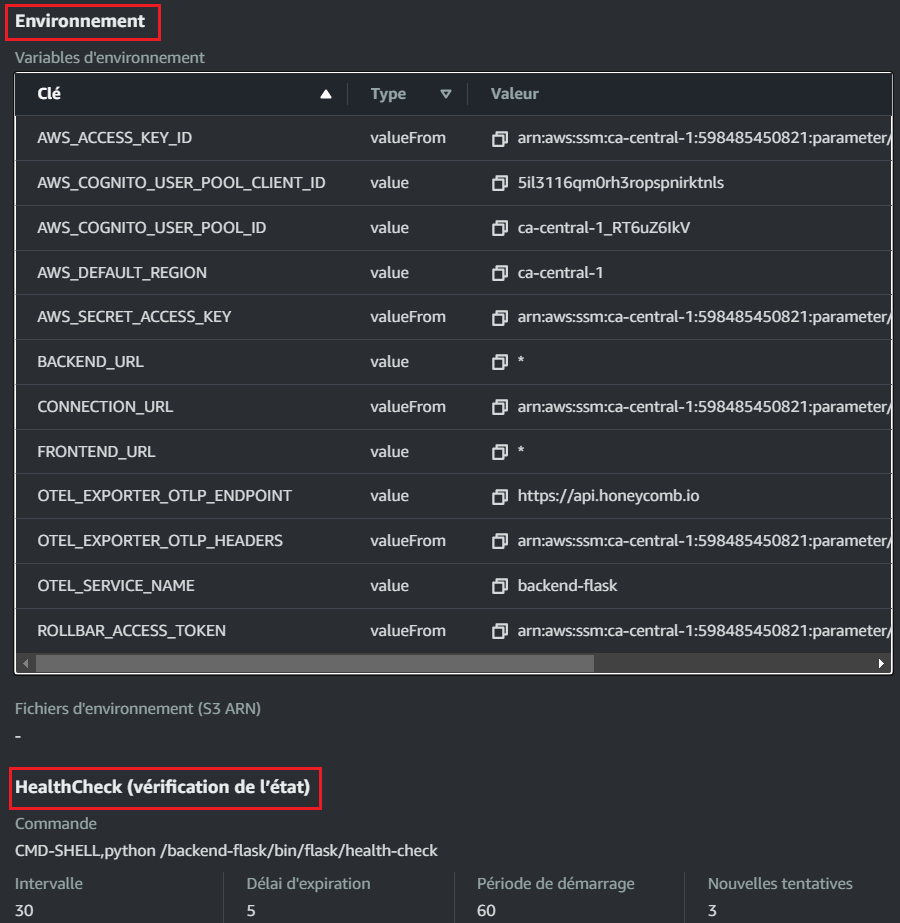 Environnement
Variables d'environnement
Clé Type Valeur
AWS_ACCESS_KEY_ID valueFrom arn:aws:ssm:ca-central-1:598485450821:parameter/
AWS_COGNITO_USER_POOL_CLIENT_ID value 5il3116qm0rh3ropspnirktnls
AWS_COGNITO_USER_POOL_ID value ca-central-1_RT6uZ6IkV
AWS_DEFAULT_REGION value ca-central-1
AWS_SECRET_ACCESS_KEY valueFrom arn:aws:ssm:ca-central-1:598485450821:parameter/
BACKEND_URL value *
CONNECTION_URL valueFrom arn:aws:ssm:ca-central-1:598485450821:parameter/
FRONTEND_URL value *
OTEL_EXPORTER_OTLP_ENDPOINT value https://api.honeycomb.io
OTEL_EXPORTER_OTLP_HEADERS valueFrom arn:aws:ssm:ca-central-1:598485450821:parameter/
OTEL_SERVICE_NAME value backend-flask
ROLLBAR_ACCESS_TOKEN valueFrom arn:aws:ssm:ca-central-1:598485450821:parameter/
Fichiers d'environnement (S3 ARN)
-
HealthCheck (vérification de l’état)
Commande
CMD-SHELL,python /backend-flask/bin/flask/health-check
Intervalle Délai d'expiration Période de démarrage Nouvelles tentatives
30 5 60 3